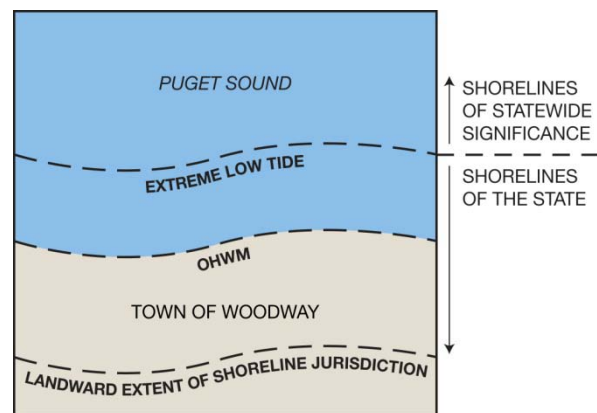 PUGET SOUND
SHORELINES
OF STATEWIDE
SIGNIFICANCE
EXTREME LOW TIDE
SHORELINES
OF THE STATE
OHWM
TOWN OF WOODWAY
LANDWARD EXTENT OF SHORELINE JURISDICTION